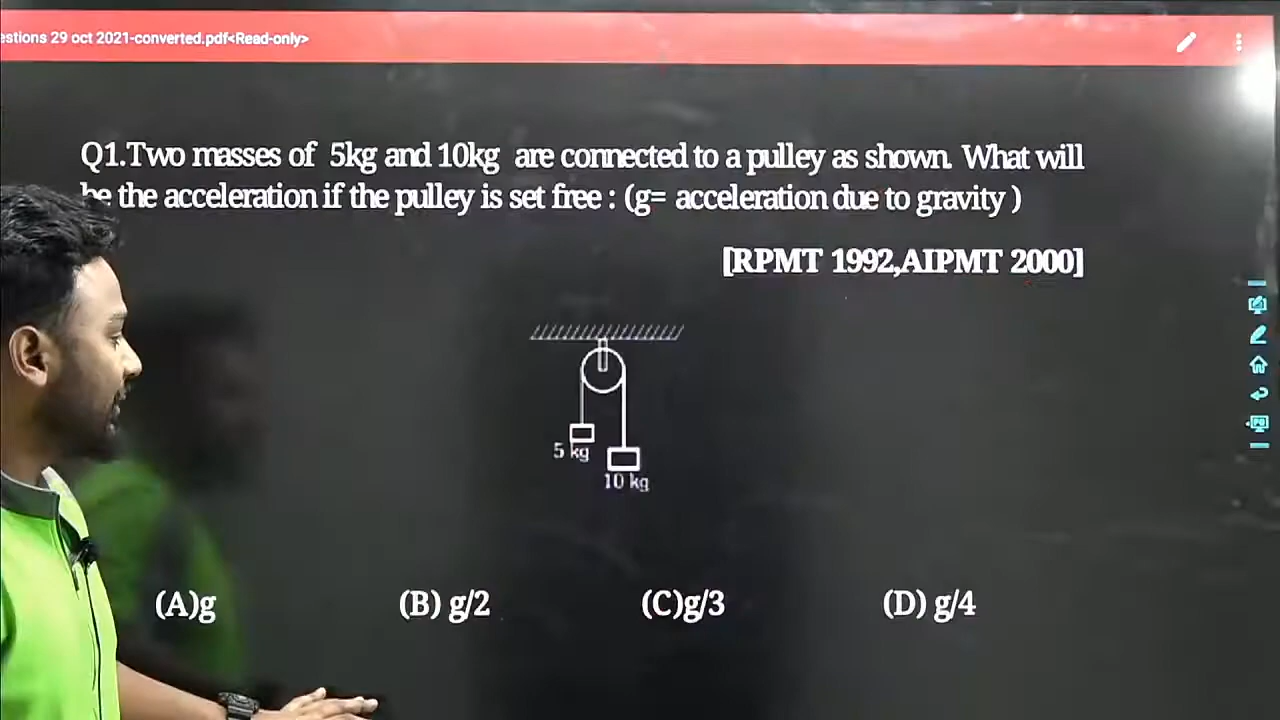 estions 29 oct 2021-converted.pdf<Read-only>
Q1.Two masses of 5kg and 10kg are connected to a pulley as shown. What will
be the acceleration if the pulley is set free : (g= acceleration due to gravity )
[RPMT 1992,AIPMT 2000]
5 kg
10 kg
(A)g (B) g/2 (C)g/3 (D) g/4